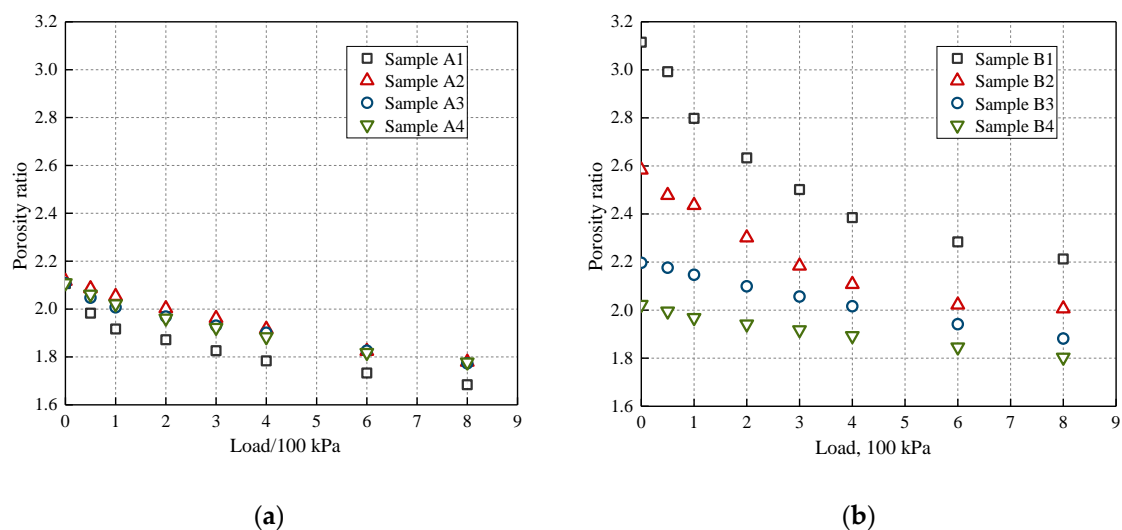 3.2
3.0
2.8
2.6
2.4
2.2
2.0
1.8
1.6
Porosity ratio
Sample A1
Sample A2
Sample A3
Sample A4
0 1 2 3 4 5 6 7 8 9
Load/100 kPa
(a)
3.2
3.0
2.8
2.6
2.4
2.2
2.0
1.8
1.6
Porosity ratio
Sample B1
Sample B2
Sample B3
Sample B4
0 1 2 3 4 5 6 7 8 9
Load, 100 kPa
(b)